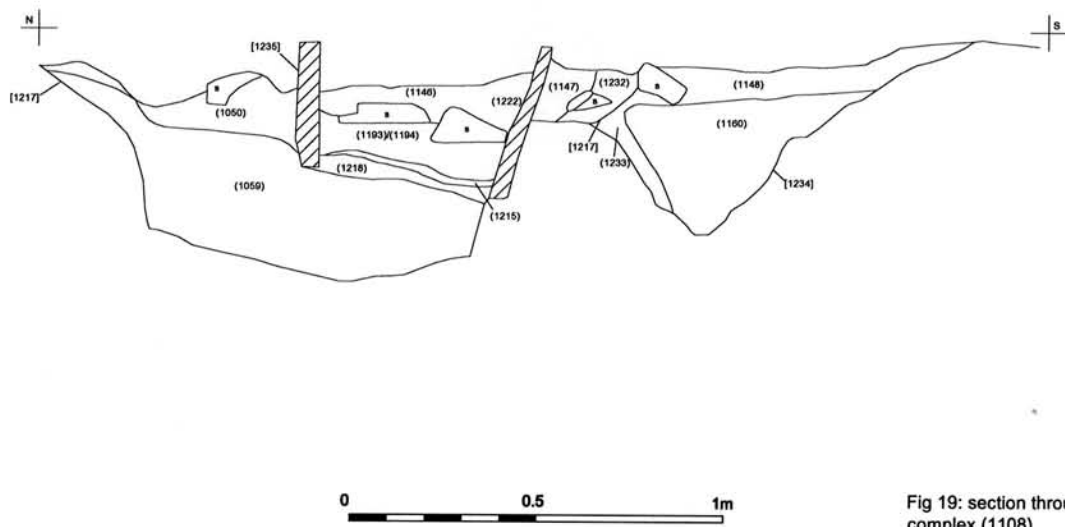 N
S
[1235]
[1217]
S
(1050)
(1146)
S
(1193)/(1194)
S
(1222)
(1147)
(1232)
S
S
(1148)
[1217]
(1233)
(1160)
[1234]
(1059)
(1218)
(1215)
0 0.5 1m
Fig 19: section throu
complex (1108)